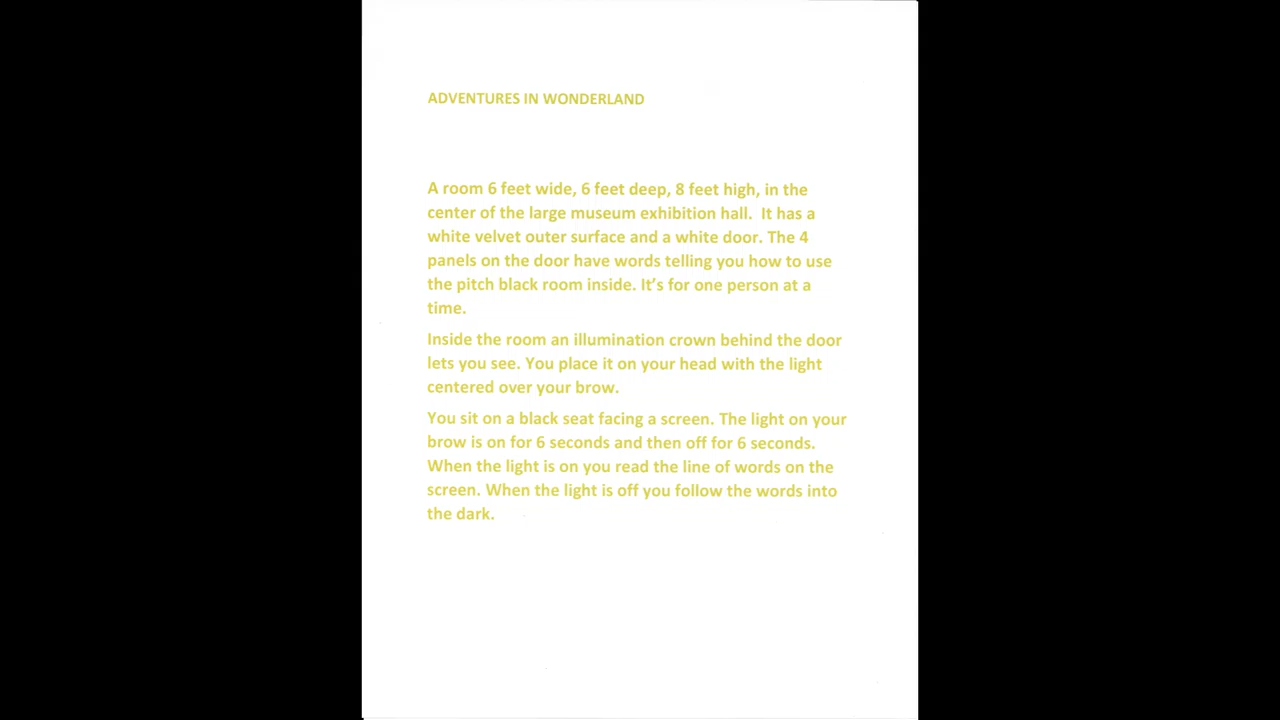 ADVENTURES IN WONDERLAND
A room 6 feet wide, 6 feet deep, 8 feet high, in the
center of the large museum exhibition hall.  It has a
white velvet outer surface and a white door. The 4
panels on the door have words telling you how to use
the pitch black room inside. It’s for one person at a
time.
Inside the room an illumination crown behind the door
lets you see. You place it on your head with the light
centered over your brow.
You sit on a black seat facing a screen. The light on your
brow is on for 6 seconds and then off for 6 seconds.
When the light is on you read the line of words on the
screen. When the light is off you follow the words into
the dark.